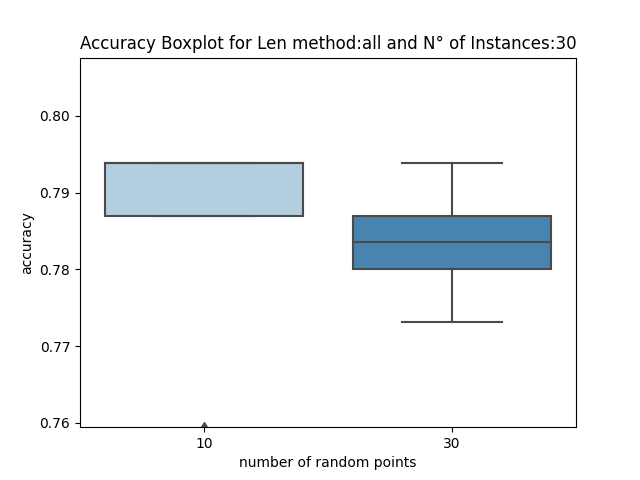 Accuracy Boxplot for Len method:all and N° of Instances:30
0.80
0.79
0.78
0.77
0.76
accuracy
10
30
number of random points